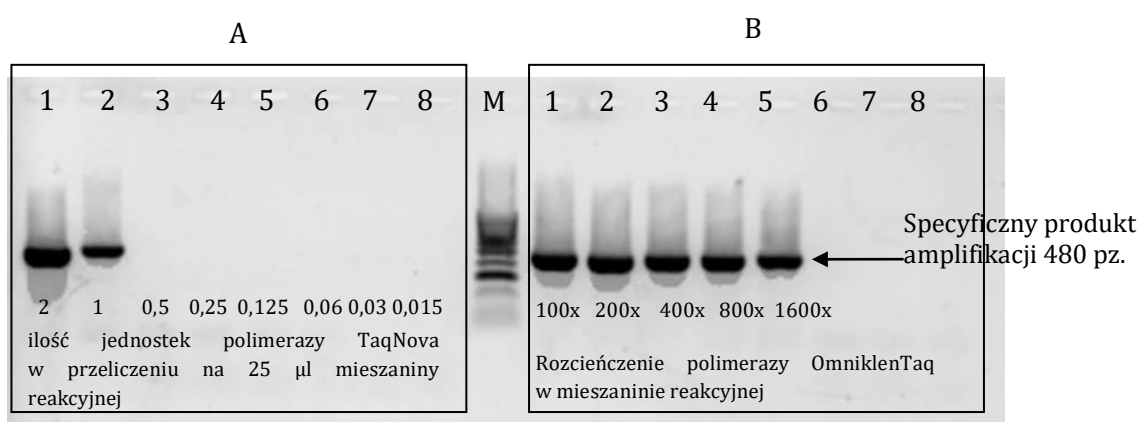 A
B
1 2 3 4 5 6 7 8 M 1 2 3 4 5 6 7 8
Specyficzny produkt
amplifikacji 480 pz.
2 1 0,5 0,25 0,125 0,06 0,03 0,015
100x 200x 400x 800x 1600x
ilość jednostek polimerazy TaqNova
w przeliczeniu na 25 µl mieszaniny
reakcyjnej
Rozcieńczenie polimerazy OmniklenTaq
w mieszaninie reakcyjnej